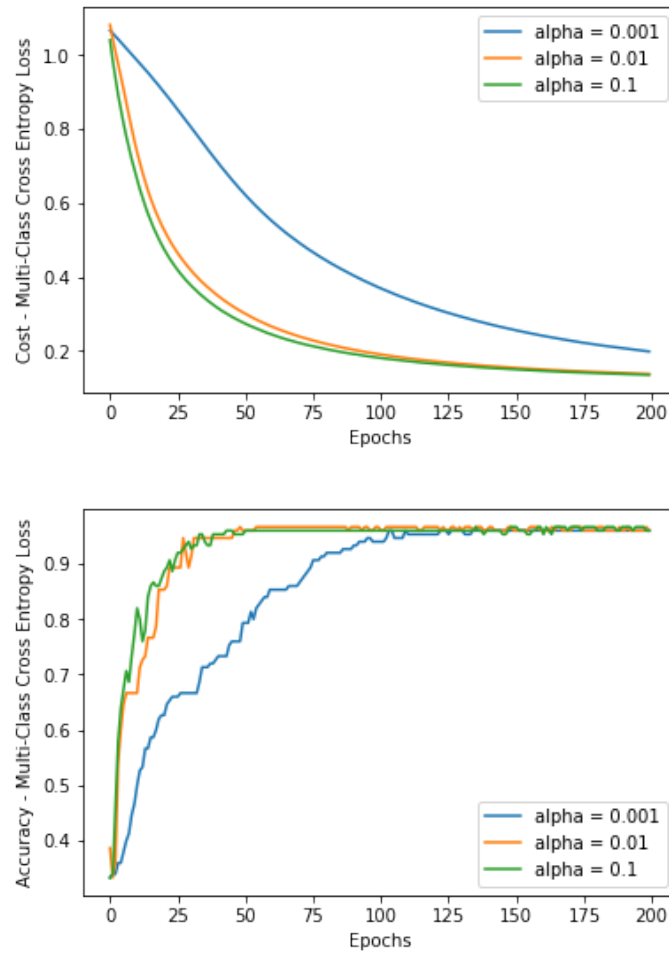 Cost - Multi-Class Cross Entropy Loss
1.0
0.8
0.6
0.4
0.2
alpha = 0.001
alpha = 0.01
alpha = 0.1
0 25 50 75 100 125 150 175 200
Epochs
Accuracy - Multi-Class Cross Entropy Loss
0.9
0.8
0.7
0.6
0.5
0.4
alpha = 0.001
alpha = 0.01
alpha = 0.1
0 25 50 75 100 125 150 175 200
Epochs